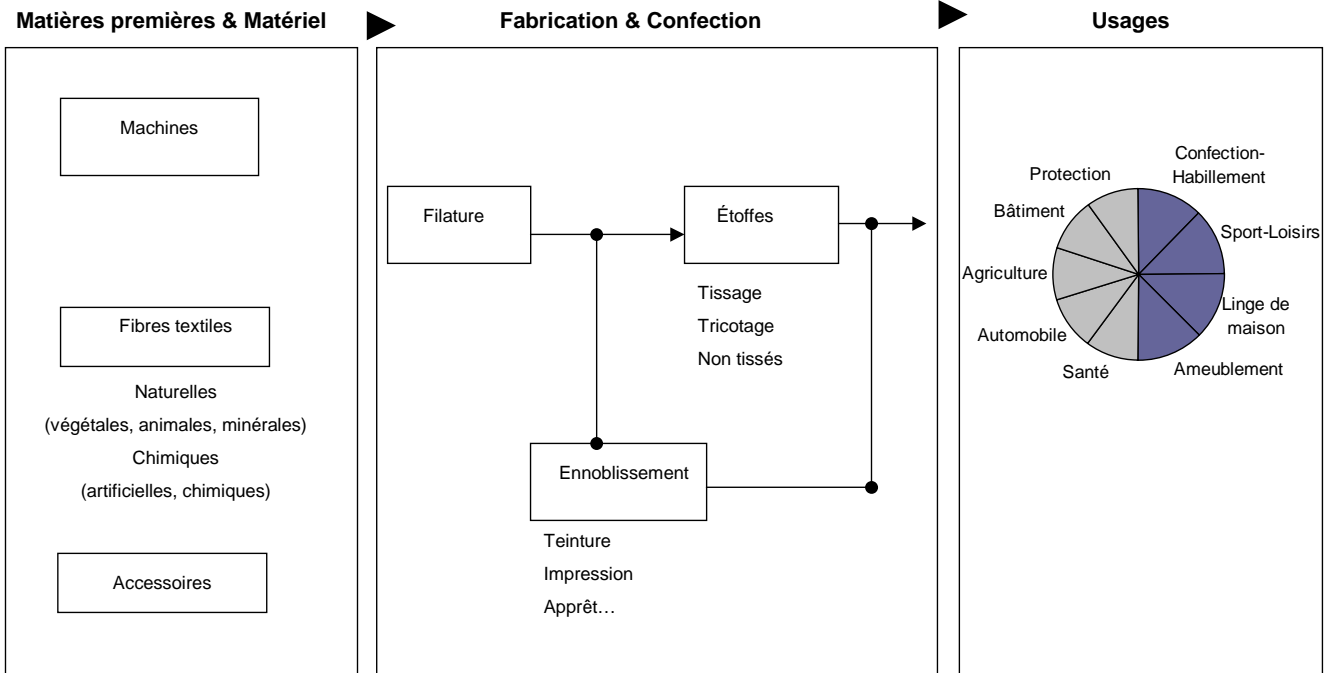 Matières premières & Matériel
Fabrication & Confection
Usages
Machines
Fibres textiles
Naturelles
(végétales, animales, minérales)
Chimiques
(artificielles, chimiques)
Accessoires
Filature
Étoffes
Tissage
Tricotage
Non tissés
Ennoblissement
Teinture
Impression
Apprêt…
Confection-
Habillement
Sport-Loisirs
Linge de
maison
Ameublement
Santé
Automobile
Agriculture
Bâtiment
Protection